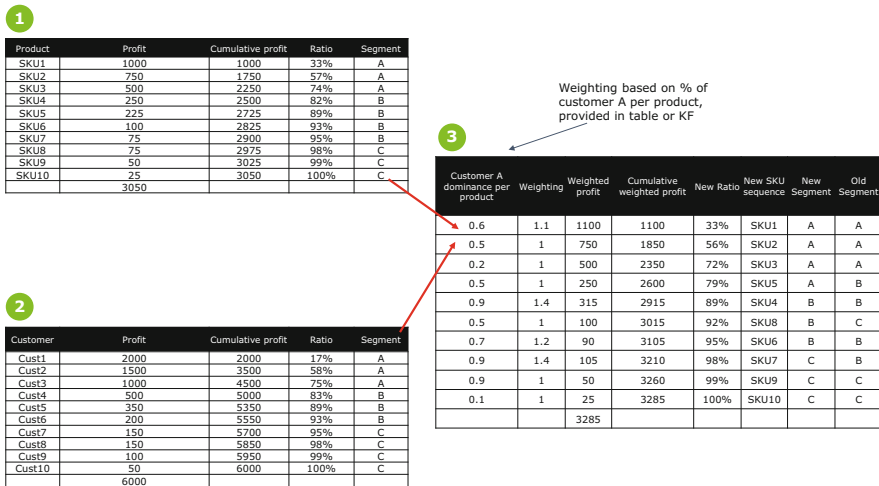 1
Product Profit Cumulative profit Ratio Segment
SKU1 1000 1000 33% A
SKU2 750 1750 57% A
SKU3 500 2250 74% A
SKU4 250 2500 82% B
SKU5 225 2725 89% B
SKU6 100 2825 93% B
SKU7 75 2900 95% B
SKU8 75 2975 98% C
SKU9 50 3025 99% C
SKU10 25 3050 100% C
3050
2
Customer Profit Cumulative profit Ratio Segment
Cust1 2000 2000 17% A
Cust2 1500 3500 58% A
Cust3 1000 4500 75% A
Cust4 500 5000 83% B
Cust5 350 5350 89% B
Cust6 200 5550 93% B
Cust7 150 5700 95% C
Cust8 150 5850 98% C
Cust9 100 5950 99% C
Cust10 50 6000 100% C
6000
Weighting based on % of
customer A per product,
provided in table or KF
3
Customer A
dominance per
product
Weighting
Weighted
profit
Cumulative
weighted profit
New Ratio
New SKU
sequence
New
Segment
Old
Segment
0.6 1.1 1100 1100 33% SKU1 A A
0.5 1 750 1850 56% SKU2 A A
0.2 1 500 2350 72% SKU3 A A
0.5 1 250 2600 79% SKU5 A B
0.9 1.4 315 2915 89% SKU4 B B
0.5 1 100 3015 92% SKU8 B C
0.7 1.2 90 3105 95% SKU6 B B
0.9 1.4 105 3210 98% SKU7 C B
0.9 1 50 3260 99% SKU9 C C
0.1 1 25 3285 100% SKU10 C C
3285